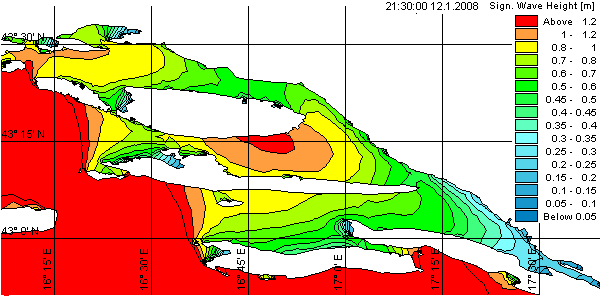 21:30:00 12.1.2008 Sign. Wave Height [m]
Above 1.2
1 - 1.2
0.8 - 1
0.7 - 0.8
0.6 - 0.7
0.5 - 0.6
0.45 - 0.5
0.4 - 0.45
0.35 - 0.4
0.3 - 0.35
0.25 - 0.3
0.2 - 0.25
0.15 - 0.2
0.1 - 0.15
0.05 - 0.1
Below 0.05
43° 30' N
43° 15' N
43° 0' N
16° 15' E
16° 30' E
16° 45' E
17° 0' E
17° 15' E
17° 30' E